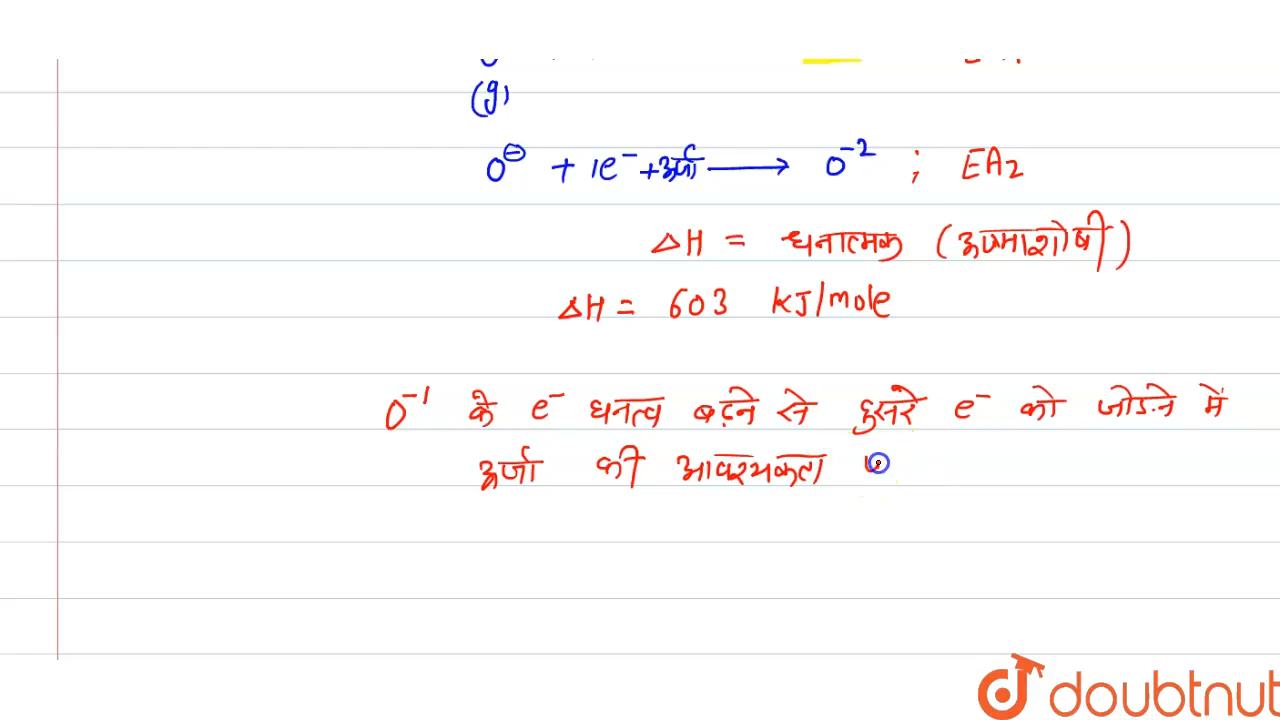 (g)
O⊖ + 1e⁻ + ऊर्जा ⟶ O⁻² ; EA₂
ΔH = धनात्मक (ऊष्माशोषी)
ΔH = 603 KJ/mole
O⁻¹ के e⁻ घनत्व बढ़ने से दुसरे e⁻ को जोडने में
ऊर्जा की आवश्यकता
doubtnut